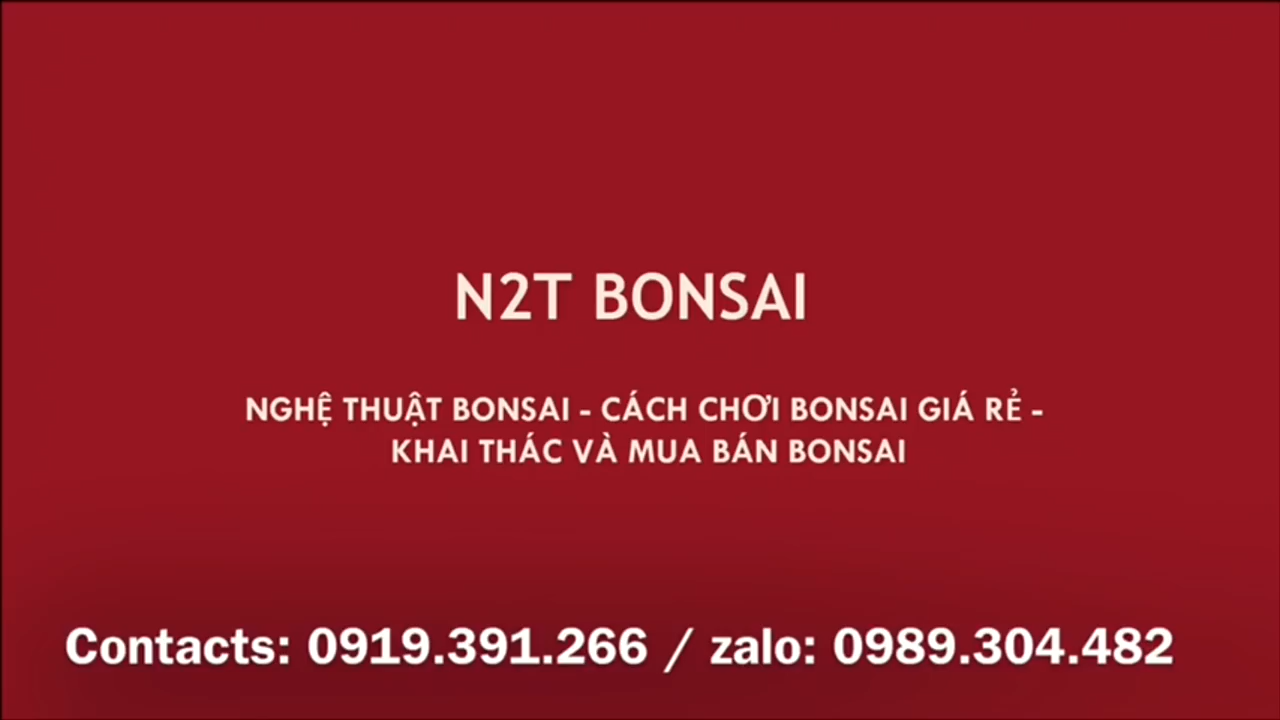 N2T BONSAI
NGHỆ THUẬT BONSAI - CÁCH CHƠI BONSAI GIÁ RẺ -
KHAI THÁC VÀ MUA BÁN BONSAI
Contacts: 0919.391.266 / zalo: 0989.304.482